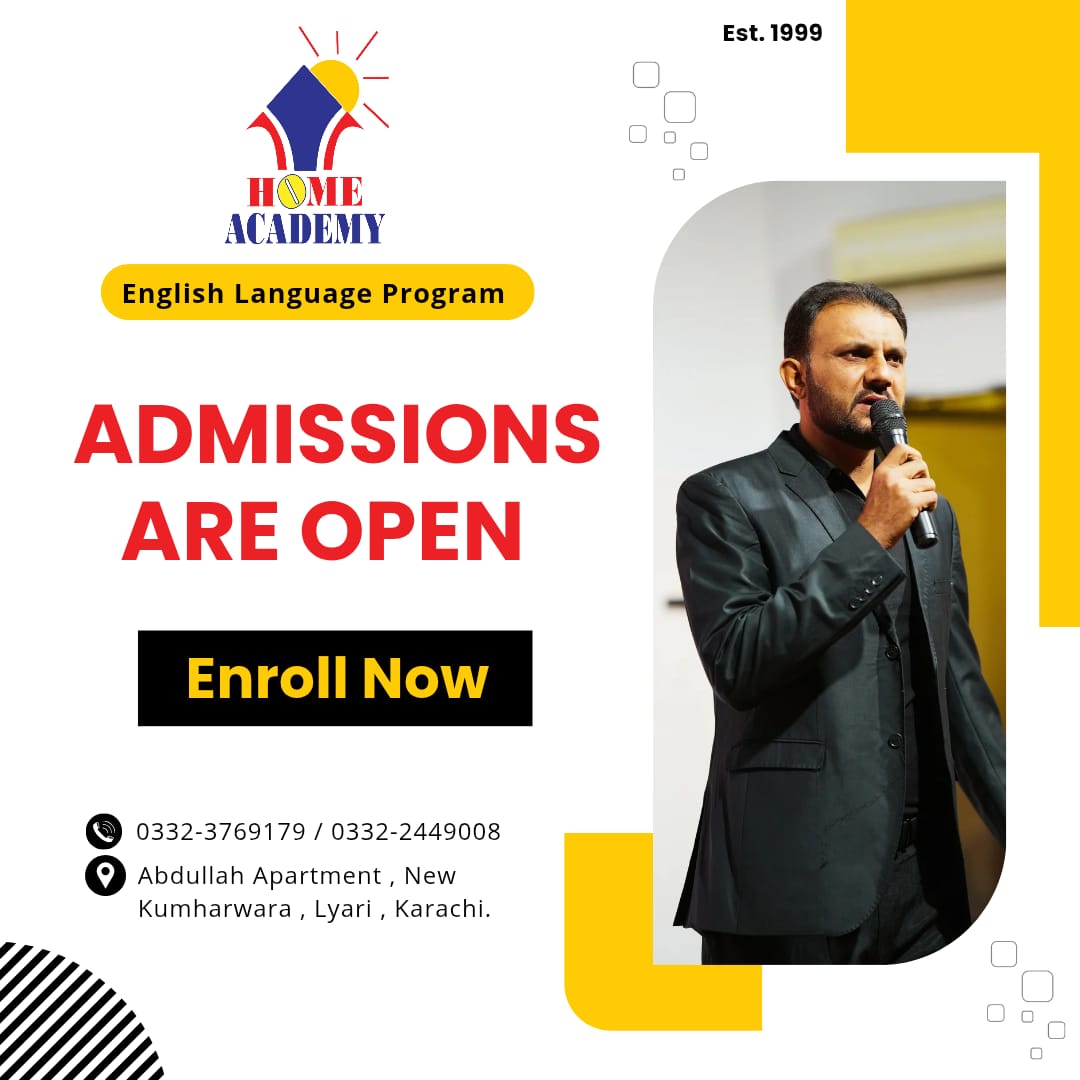 Est. 1999
HOME
ACADEMY
English Language Program
ADMISSIONS
ARE OPEN
Enroll Now
0332-3769179 / 0332-2449008
Abdullah Apartment , New
Kumharwara , Lyari , Karachi.